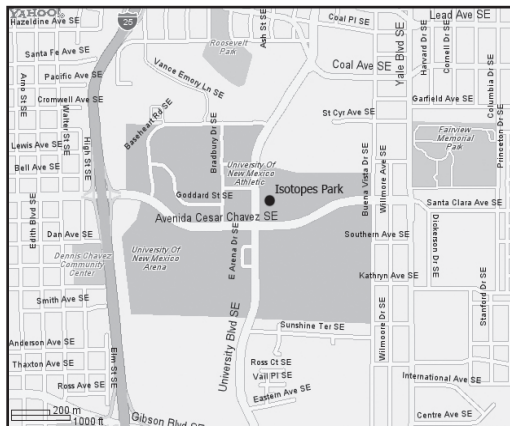 YAHOO!
Hazeldine Ave SE
25
Santa Fe Ave SE
Pacific Ave SE
Cromwell Ave SE
Arno St SE
Walter St SE
Lewis Ave SE
Bell Ave SE
High St SE
Edith Blvd SE
Dan Ave SE
Dennis Chavez
Community
Center
Smith Ave SE
Anderson Ave SE
Thaxton Ave SE
Ross Ave SE
Elm St SE
200 m
1000 ft
Gibson Blvd SE
Roosevelt
Park
Vance Emory Ln SE
Baseheart Rd SE
Bradbury Dr SE
University Of
New Mexico
Athletic
Goddard St SE
Isotopes Park
Avenida Cesar Chavez SE
University Of
New Mexico
Arena
E Arena Dr SE
University Blvd SE
Sunshine Ter SE
Ross Ct SE
Vail Pl SE
Eastern Ave SE
Ash St SE
Coal Pl SE
Lead Ave SE
Coal Ave SE
Yale Blvd SE
Harvard Dr SE
Cornell Dr SE
Columbia Dr SE
Garfield Ave SE
St Cyr Ave SE
Princeton Dr SE
Fairview
Memorial
Park
Buena Vista Dr SE
Willmore Ave SE
Santa Clara Ave SE
Southern Ave SE
Dickerson Dr SE
Kathryn Ave SE
Stanford Dr SE
Willmoore Dr SE
International Ave SE
Centre Ave SE